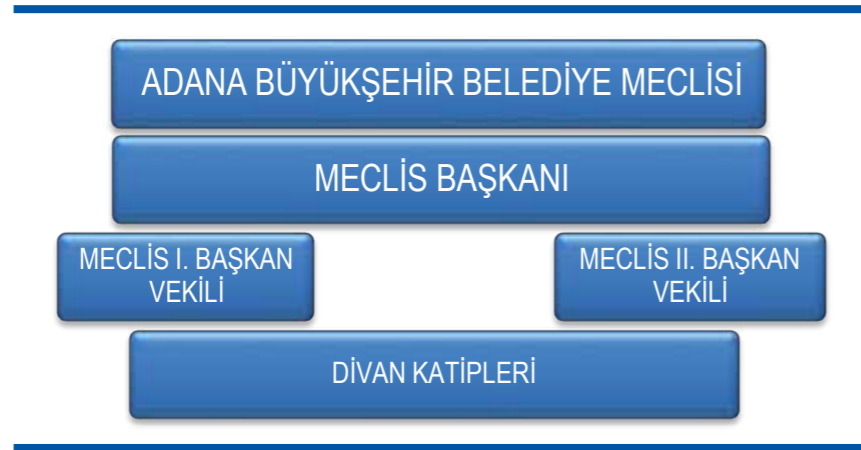 ADANA BÜYÜKŞEHİR BELEDİYE MECLİSİ
MECLİS BAŞKANI
MECLİS I. BAŞKAN
VEKİLİ
MECLİS II. BAŞKAN
VEKİLİ
DİVAN KATİPLERİ